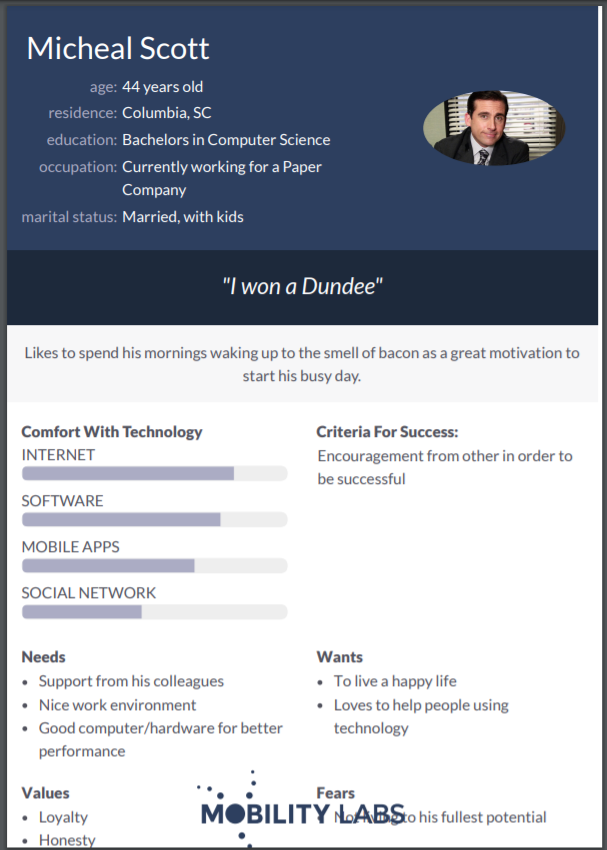 Micheal Scott
age: 44 years old
residence: Columbia, SC
education: Bachelors in Computer Science
occupation: Currently working for a Paper
Company
marital status: Married, with kids
"I won a Dundee"
Likes to spend his mornings waking up to the smell of bacon as a great motivation to
start his busy day.
Comfort With Technology
INTERNET
SOFTWARE
MOBILE APPS
SOCIAL NETWORK
Criteria For Success:
Encouragement from other in order to
be successful
Needs
• Support from his colleagues
• Nice work environment
• Good computer/hardware for better
performance
Wants
• To live a happy life
• Loves to help people using
technology
Values
• Loyalty
• Honesty
Fears
• Not living to his fullest potential
MOBILITY LABS